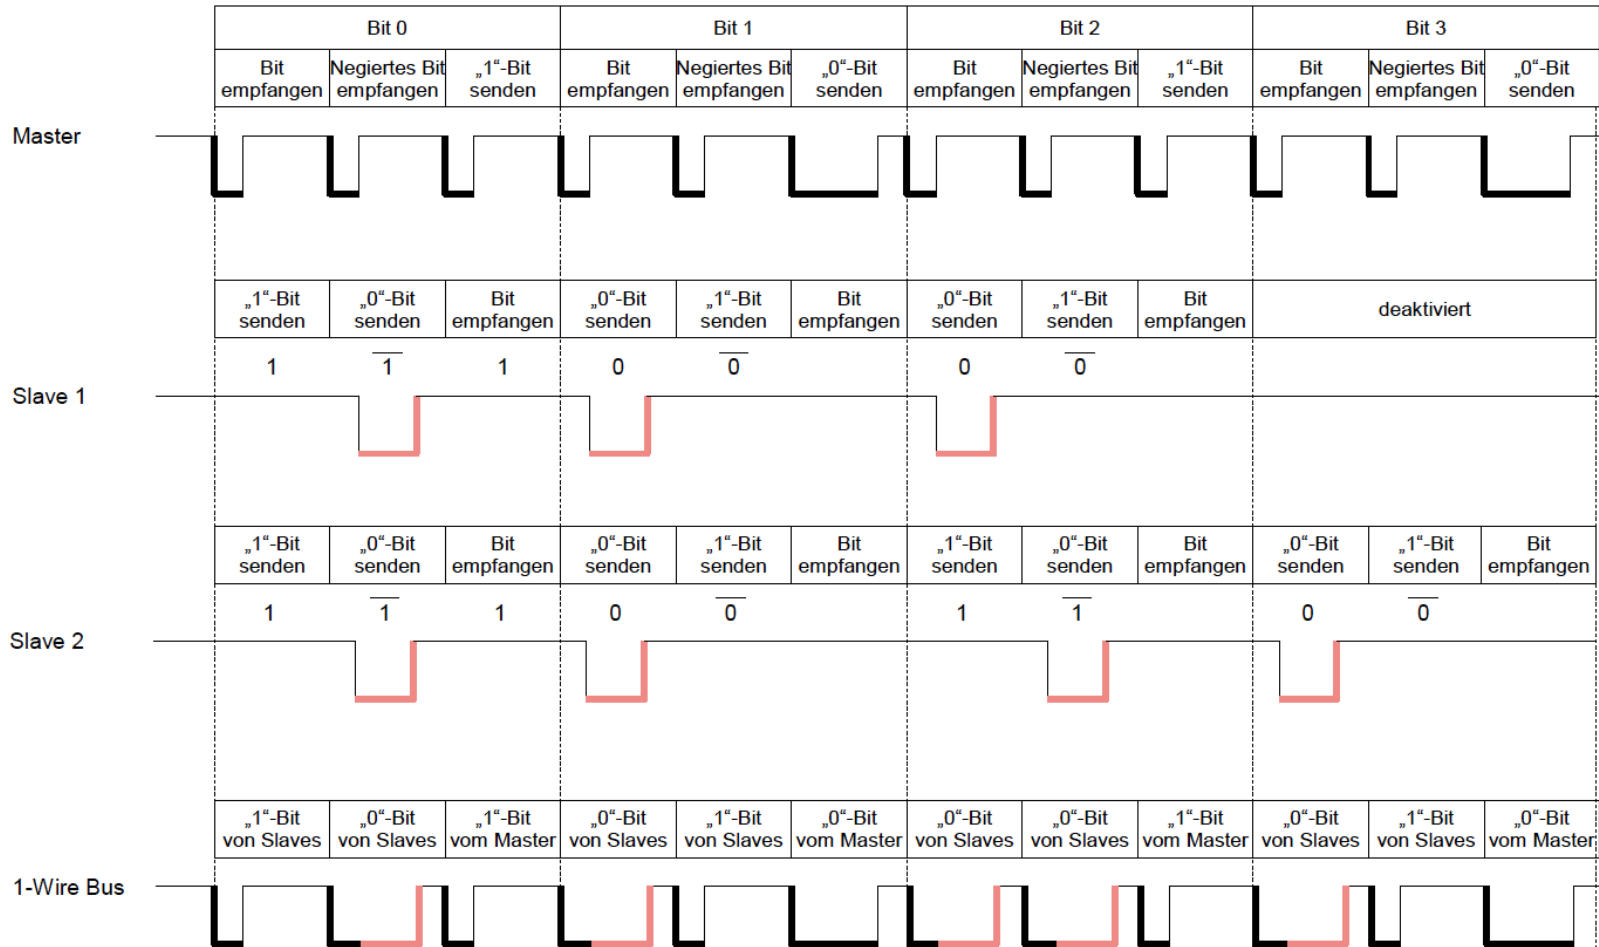 Bit 0 Bit 1 Bit 2 Bit 3
Bit Negiertes Bit „1“-Bit Bit Negiertes Bit „0“-Bit Bit Negiertes Bit „1“-Bit Bit Negiertes Bit „0“-Bit
empfangen empfangen senden empfangen empfangen senden empfangen empfangen senden empfangen empfangen senden
Master
„1“-Bit „0“-Bit Bit „0“-Bit „1“-Bit Bit „0“-Bit „1“-Bit Bit deaktiviert
senden senden empfangen senden senden empfangen senden senden empfangen
1 1̅ 1 0 0̅ 0 0̅
Slave 1
„1“-Bit „0“-Bit Bit „0“-Bit „1“-Bit Bit „1“-Bit „0“-Bit Bit „0“-Bit „1“-Bit Bit
senden senden empfangen senden senden empfangen senden senden empfangen senden senden empfangen
1 1̅ 1 0 0̅ 1 1̅ 0 0̅
Slave 2
„1“-Bit „0“-Bit „1“-Bit „0“-Bit „1“-Bit „0“-Bit „0“-Bit „0“-Bit „1“-Bit „0“-Bit „1“-Bit „0“-Bit
von Slaves von Slaves vom Master von Slaves von Slaves vom Master von Slaves von Slaves vom Master von Slaves von Slaves vom Master
1-Wire Bus